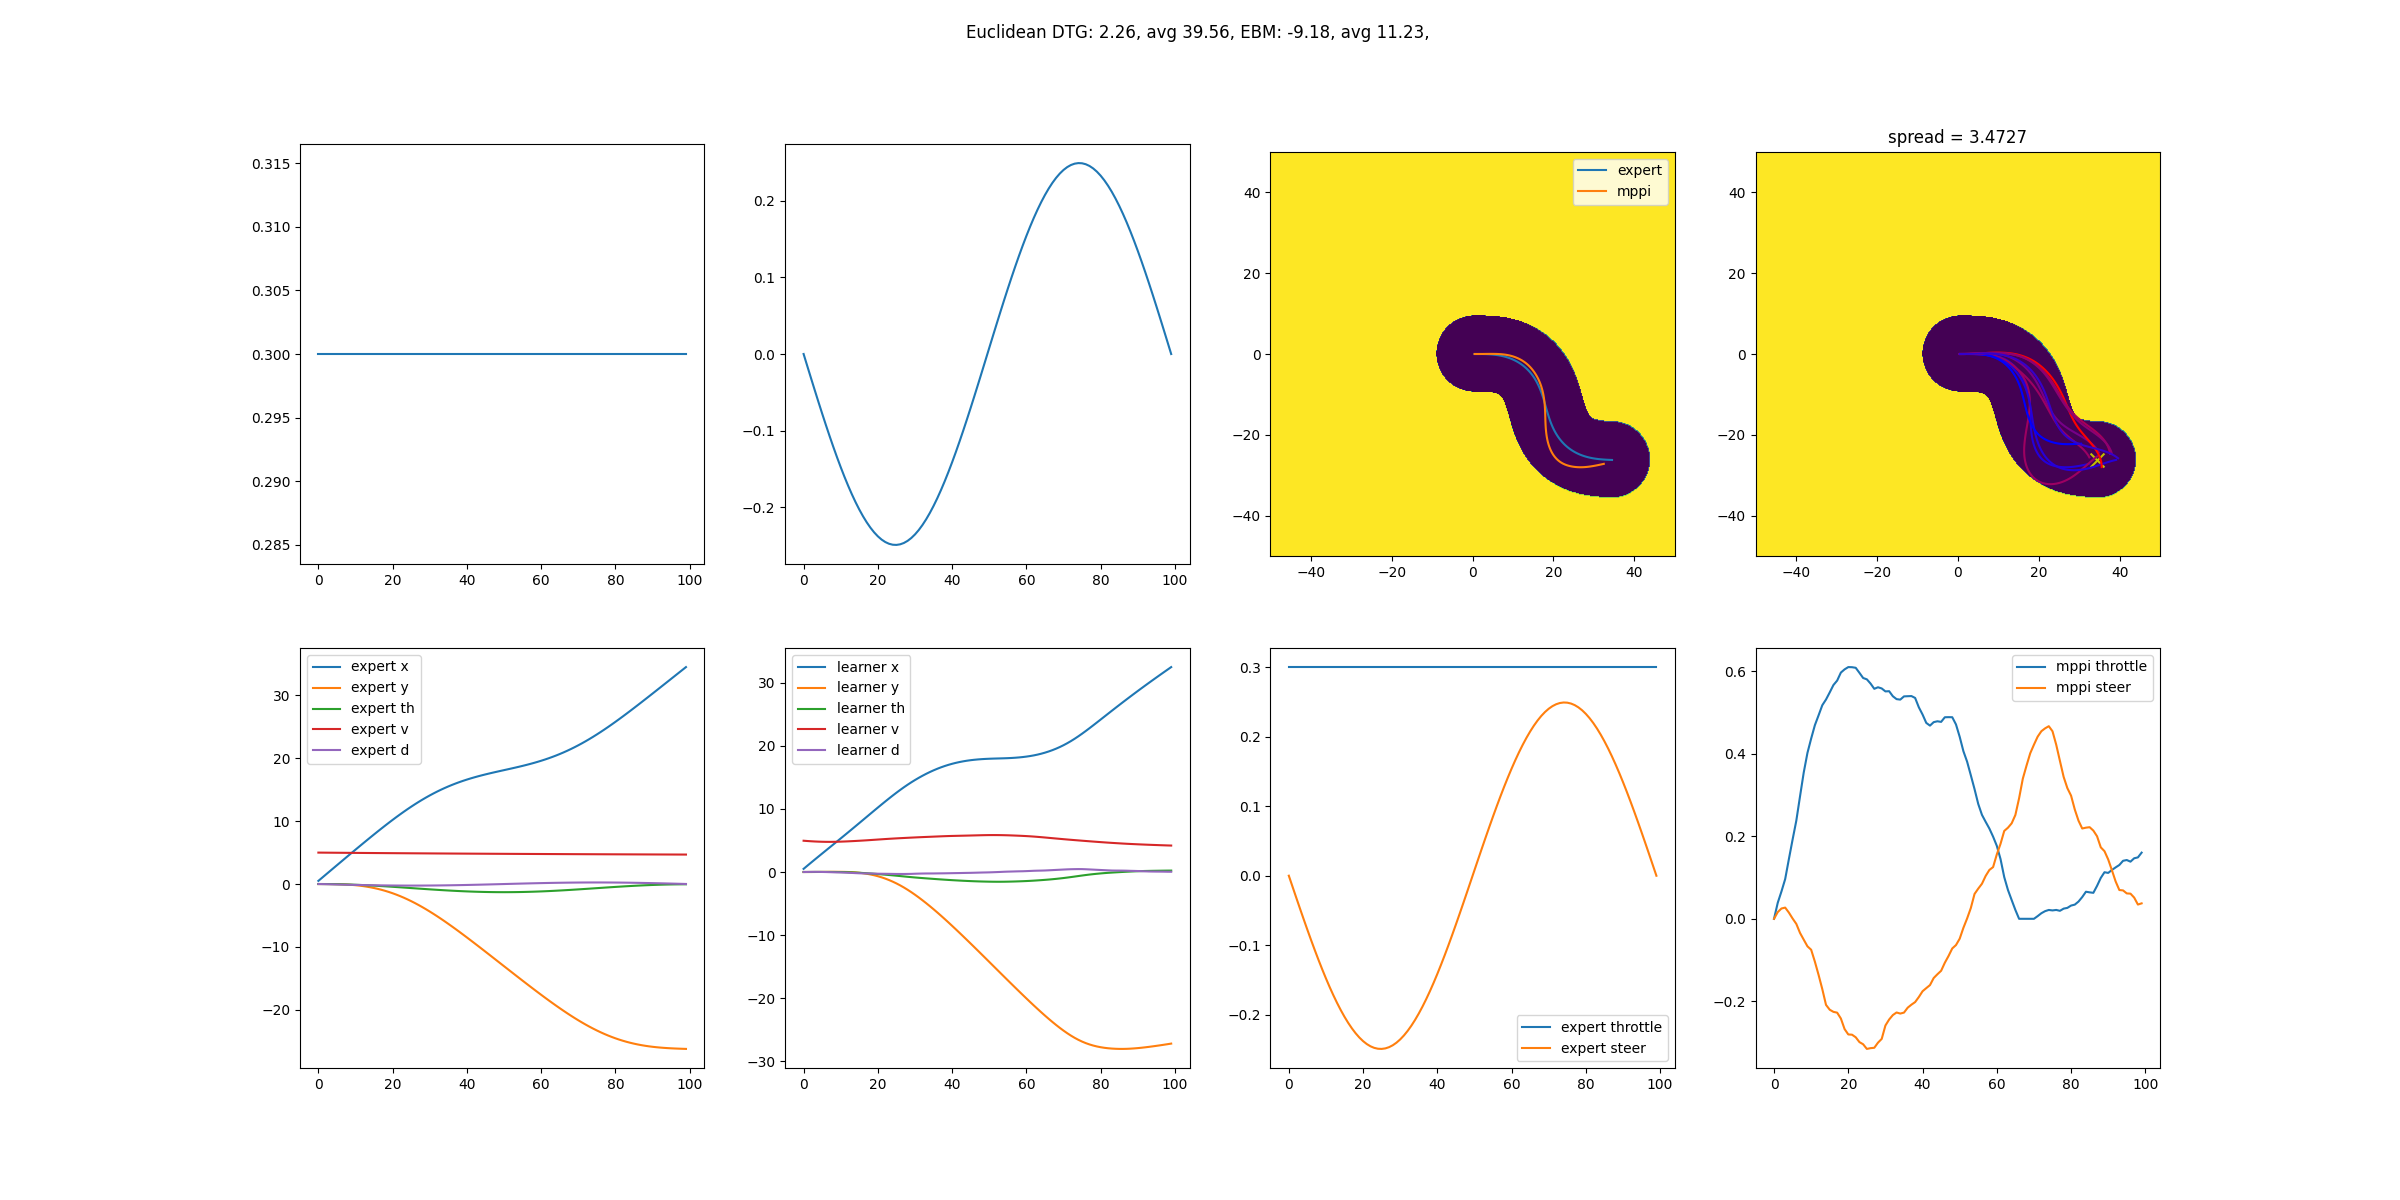 Euclidean DTG: 2.26, avg 39.56, EBM: -9.18, avg 11.23,
0.315
0.310
0.305
0.300
0.295
0.290
0.285
0 20 40 60 80 100
0.2
0.1
0.0
−0.1
−0.2
0 20 40 60 80 100
expert
mppi
40
20
0
−20
−40
−40 −20 0 20 40
spread = 3.4727
40
20
0
−20
−40
−40 −20 0 20 40
expert x
expert y
expert th
expert v
expert d
30
20
10
0
−10
−20
0 20 40 60 80 100
learner x
learner y
learner th
learner v
learner d
30
20
10
0
−10
−20
−30
0 20 40 60 80 100
0.3
0.2
0.1
0.0
−0.1
−0.2
expert throttle
expert steer
0 20 40 60 80 100
mppi throttle
mppi steer
0.6
0.4
0.2
0.0
−0.2
0 20 40 60 80 100